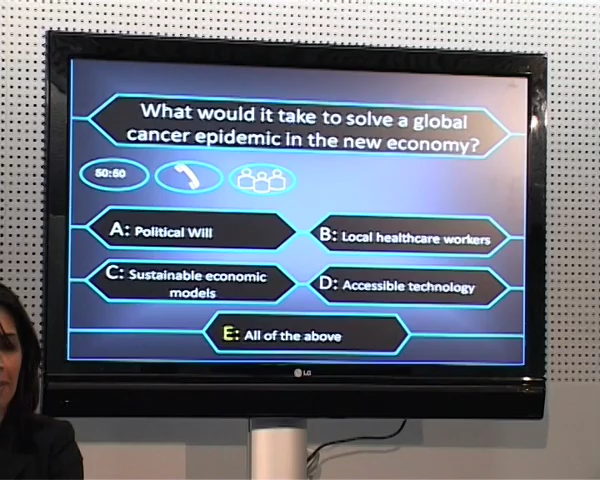 What would it take to solve a global
cancer epidemic in the new economy?
50:50
A: Political Will
B: Local healthcare workers
C: Sustainable economic
models
D: Accessible technology
E: All of the above
LG